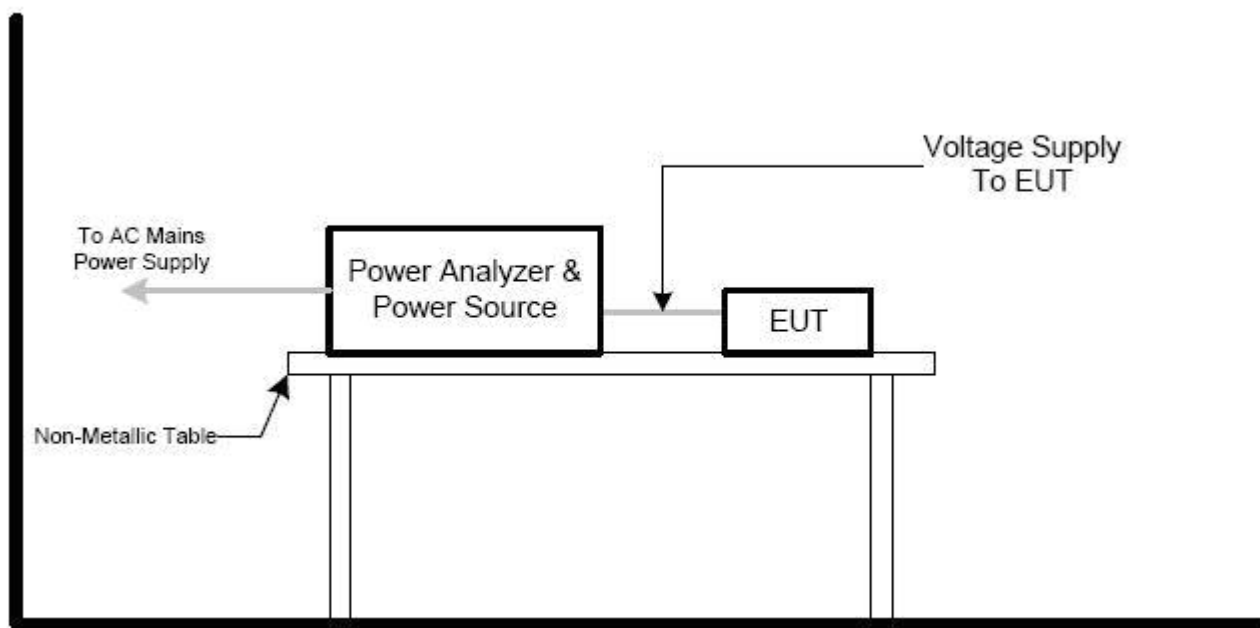 Voltage Supply
To EUT
To AC Mains
Power Supply
Power Analyzer &
Power Source
EUT
Non-Metallic Table